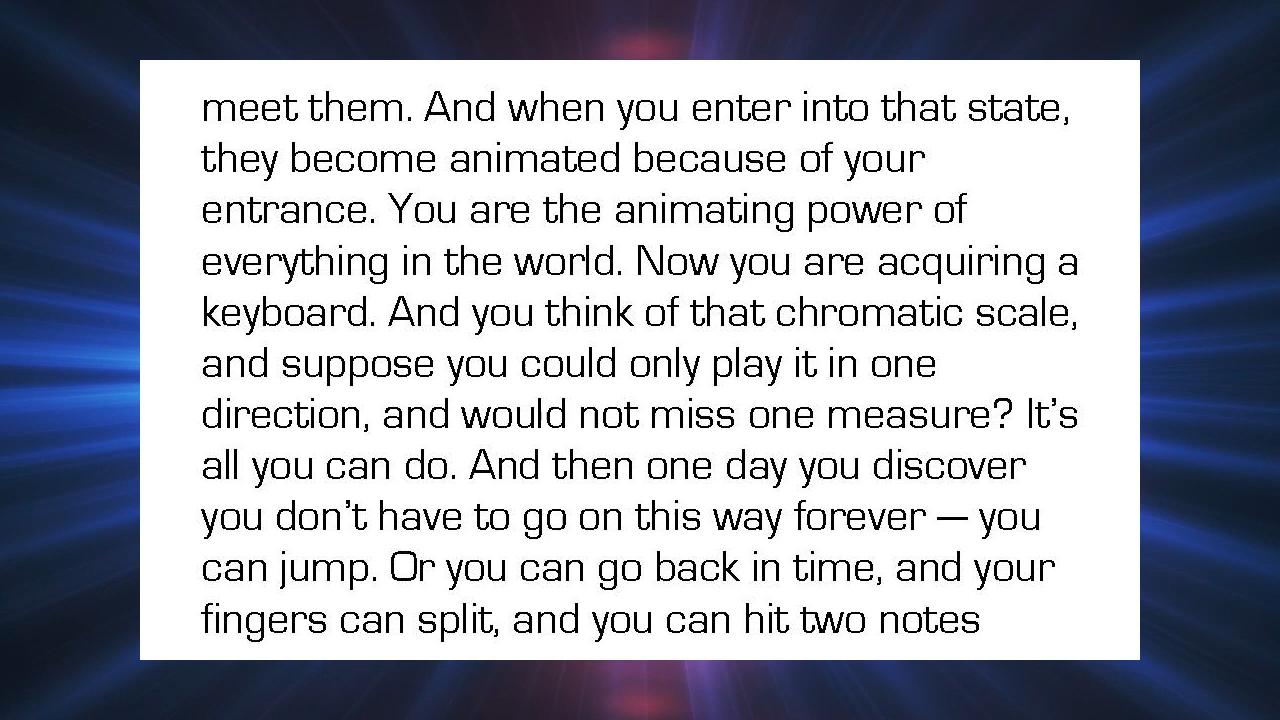 meet them. And when you enter into that state,
they become animated because of your
entrance. You are the animating power of
everything in the world. Now you are acquiring a
keyboard. And you think of that chromatic scale,
and suppose you could only play it in one
direction, and would not miss one measure? It’s
all you can do. And then one day you discover
you don’t have to go on this way forever — you
can jump. Or you can go back in time, and your
fingers can split, and you can hit two notes